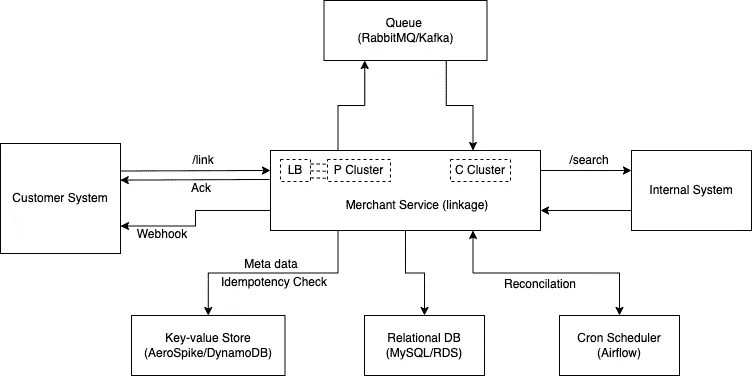 Queue
(RabbitMQ/Kafka)
/link
LB
P Cluster
C Cluster
/search
Customer System
Ack
Merchant Service (linkage)
Internal System
Webhook
Meta data
Idempotency Check
Reconcilation
Key-value Store
(AeroSpike/DynamoDB)
Relational DB
(MySQL/RDS)
Cron Scheduler
(Airflow)